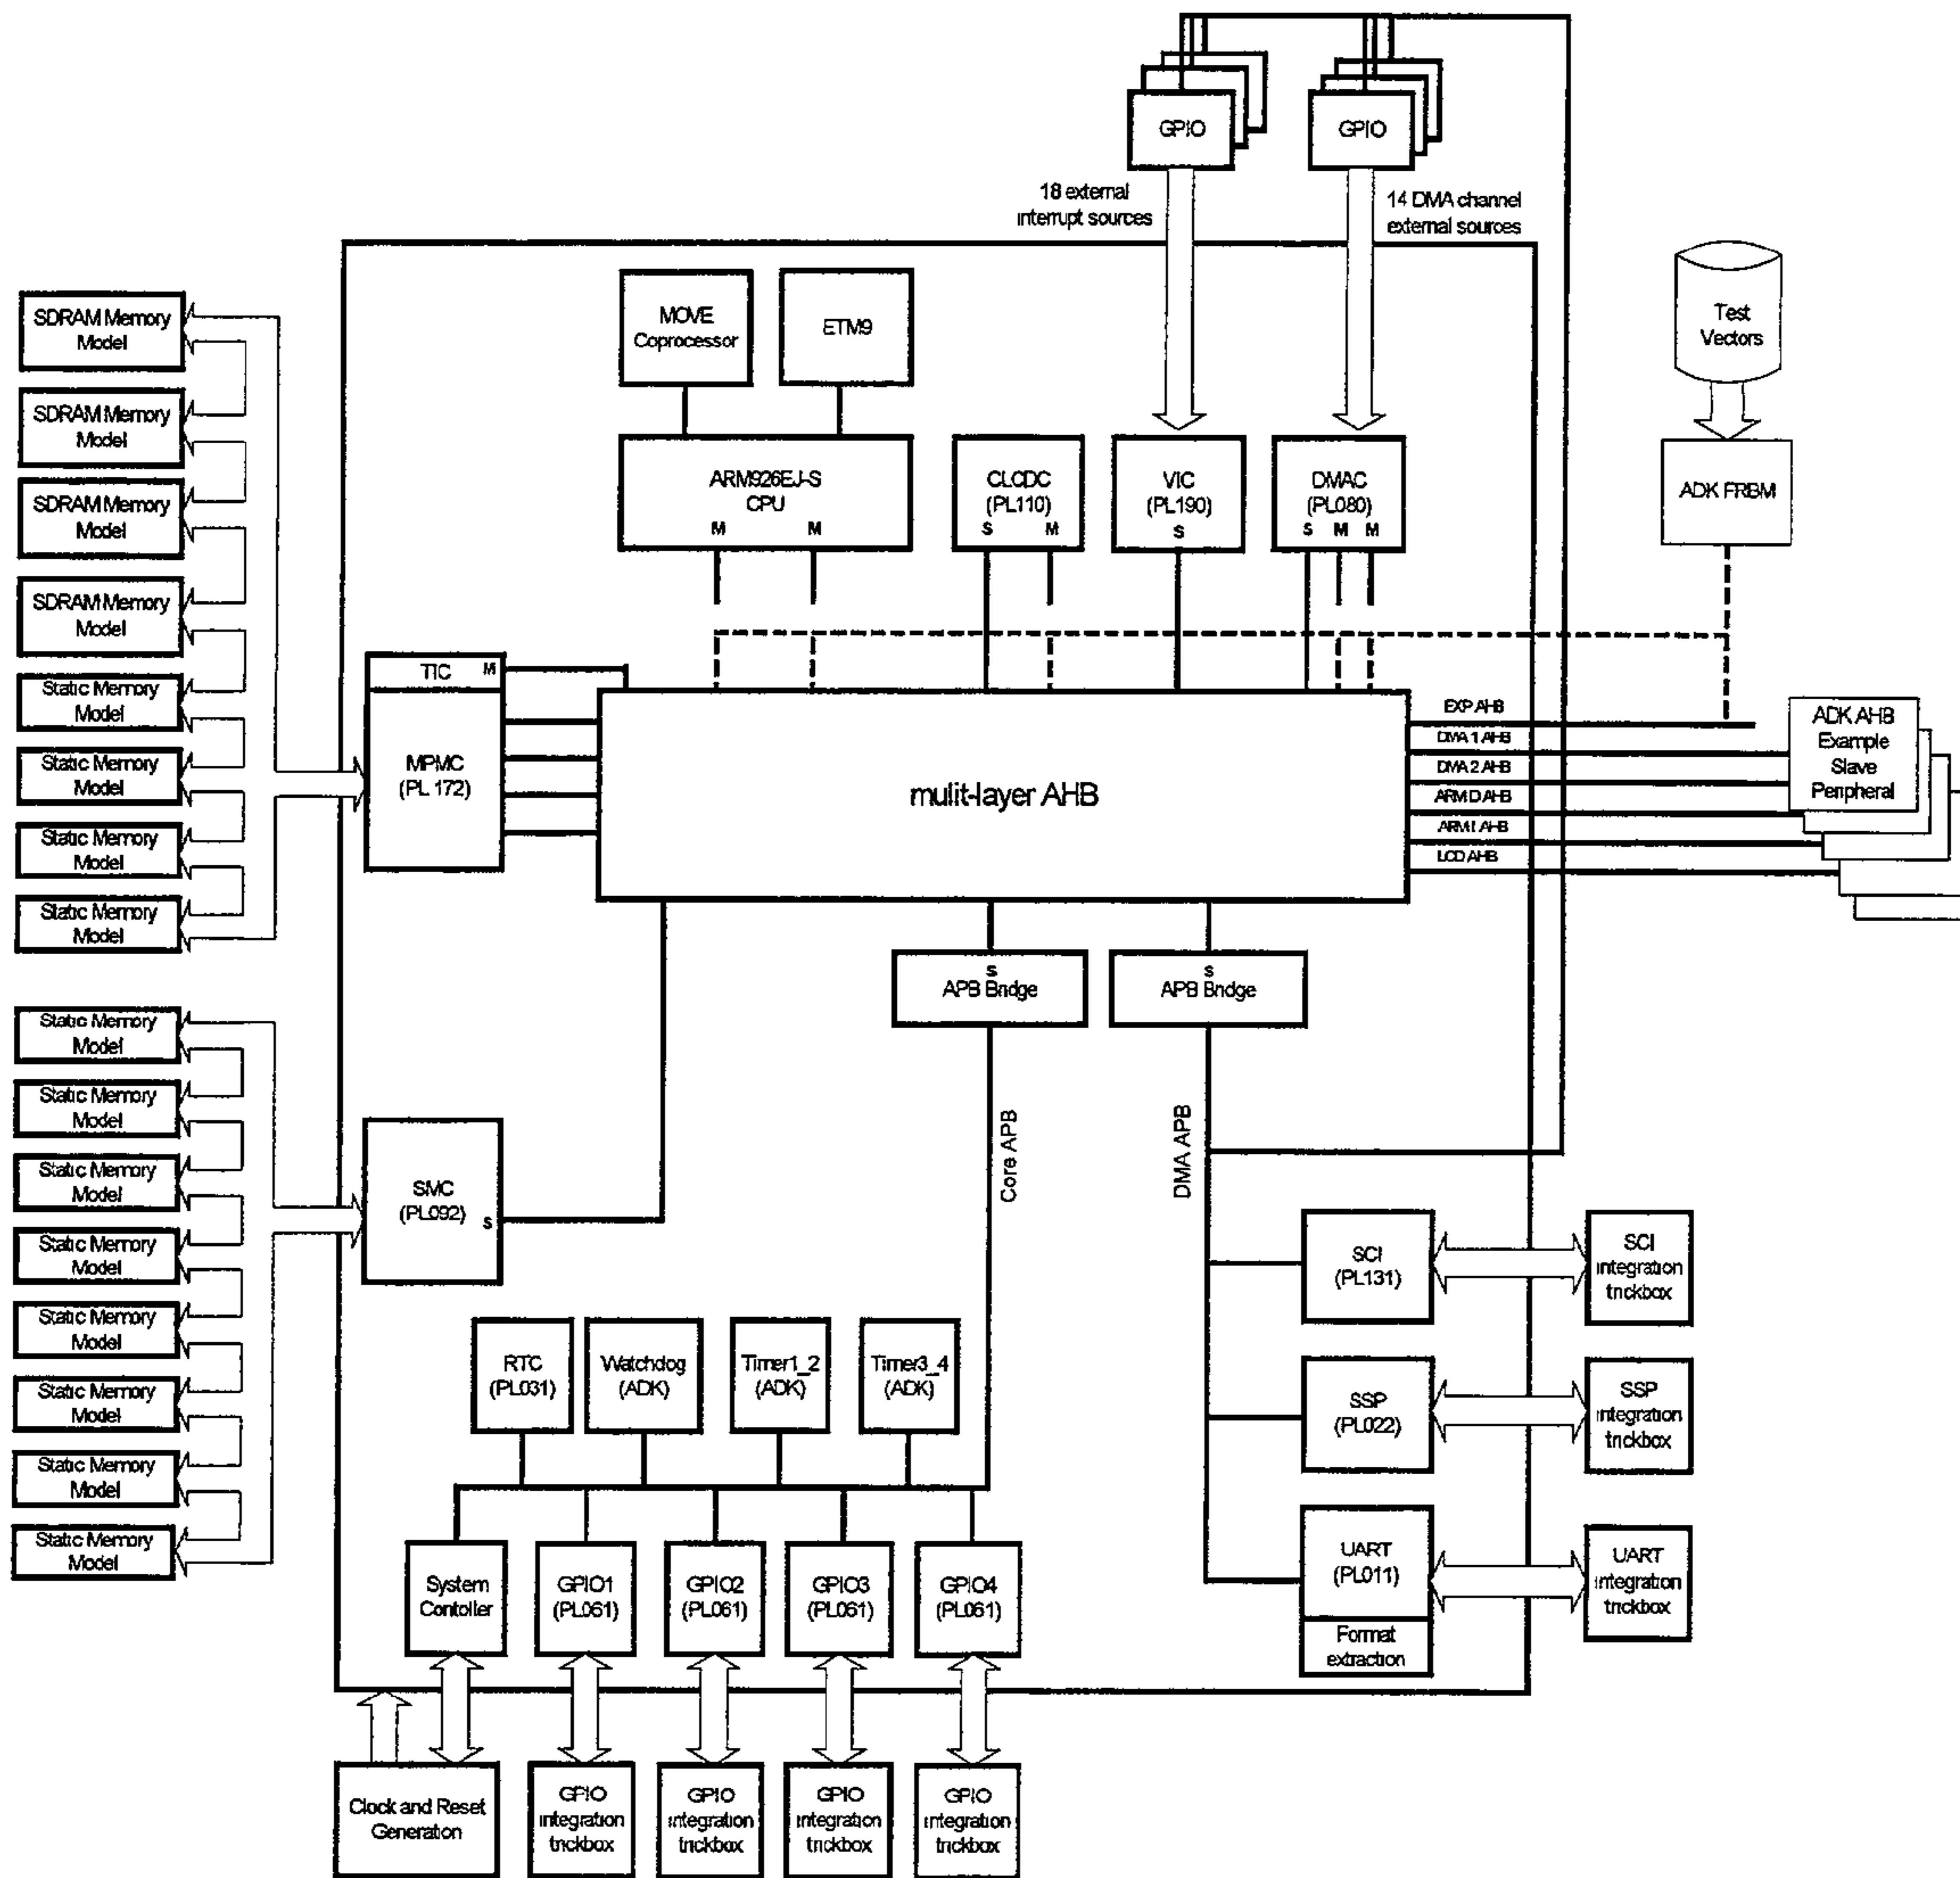 GPIO
GPIO
18 external
interrupt sources
14 DMA channel
external sources
SDRAM Memory
Model
SDRAM Memory
Model
SDRAM Memory
Model
SDRAM Memory
Model
Static Memory
Model
Static Memory
Model
Static Memory
Model
Static Memory
Model
MOVE
Coprocessor
ETM9
Test
Vectors
ARM926EJ-S
CPU
M M
CLCDC
(PL110)
S M
VIC
(PL190)
S
DMAC
(PL080)
S M M
ADK FRBM
TIC M
MPMC
(PL172)
mulit-layer AHB
EXP AHB
DMA 1 AHB
DMA 2 AHB
ARM D AHB
ARM I AHB
LCD AHB
ADK AHB
Example
Slave
Peripheral
S
APB Bridge
S
APB Bridge
Static Memory
Model
Static Memory
Model
Static Memory
Model
Static Memory
Model
Static Memory
Model
Static Memory
Model
Static Memory
Model
Static Memory
Model
SMC
(PL092) S
Core APB
DMA APB
SCI
(PL131)
SCI
integration
trickbox
RTC
(PL031)
Watchdog
(ADK)
Timer1_2
(ADK)
Timer3_4
(ADK)
SSP
(PL022)
SSP
integration
trickbox
System
Contoller
GPIO1
(PL061)
GPIO2
(PL061)
GPIO3
(PL061)
GPIO4
(PL061)
UART
(PL011)
Format
extraction
UART
integration
trickbox
Clock and Reset
Generation
GPIO
integration
trickbox
GPIO
integration
trickbox
GPIO
integration
trickbox
GPIO
integration
trickbox